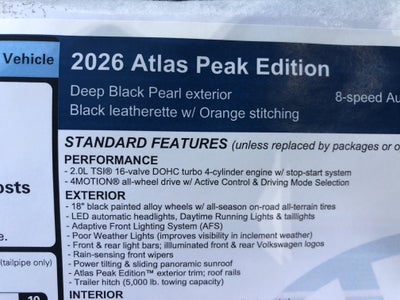 Vehicle
2026 Atlas Peak Edition
Deep Black Pearl exterior
8-speed Au
Black leatherette w/ Orange stitching
STANDARD FEATURES (unless replaced by packages or o
PERFORMANCE
- 2.0L TSI® 16-valve DOHC turbo 4-cylinder engine w/ stop-start system
- 4MOTION® all-wheel drive w/ Active Control & Driving Mode Selection
EXTERIOR
- 18" black painted alloy wheels w/ all-season on-road all-terrain tires
- LED automatic headlights, Daytime Running Lights & taillights
- Adaptive Front Lighting System (AFS)
- Poor Weather Lights (improves visibility in inclement weather)
- Front & rear light bars; illluminated front & rear Volkswagen logos
- Rain-sensing front wipers
- Power tilting & sliding panoramic sunroof
- Atlas Peak Edition™ exterior trim; roof rails
- Trailer hitch (5,000 lb. towing capacity)
INTERIOR
osts
e.
(tailpipe only)
10